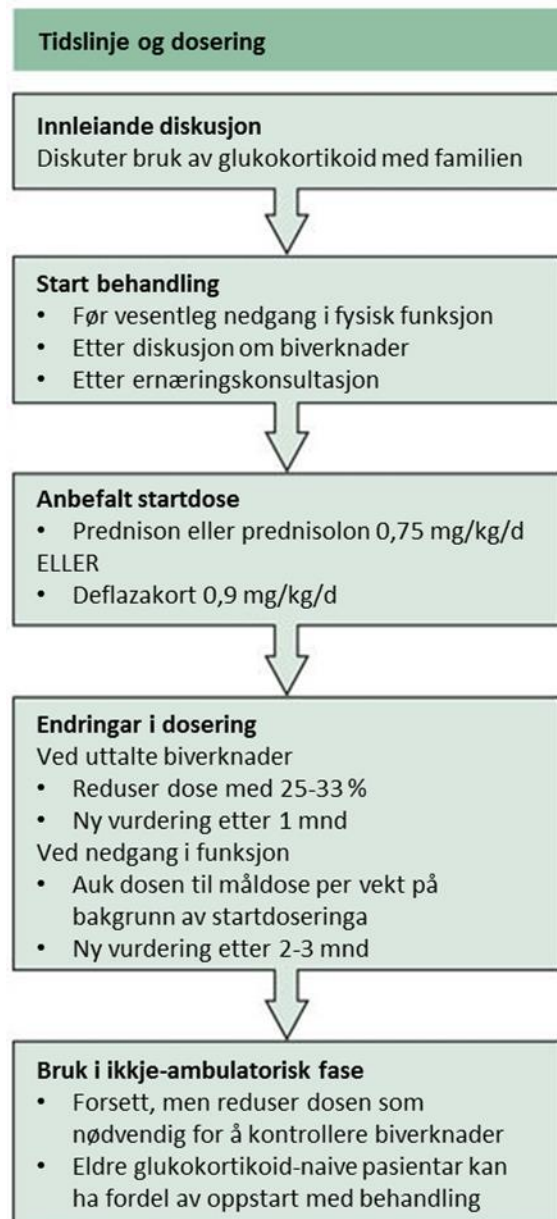 Tidslinje og dosering
Innleiande diskusjon
Diskuter bruk av glukokortikoid med familien
Start behandling
• Før vesentleg nedgang i fysisk funksjon
• Etter diskusjon om biverknader
• Etter ernæringskonsultasjon
Anbefalt startdose
• Prednison eller prednisolon 0,75 mg/kg/d
ELLER
• Deflazakort 0,9 mg/kg/d
Endringar i dosering
Ved uttalte biverknader
• Reduser dose med 25-33 %
• Ny vurdering etter 1 mnd
Ved nedgang i funksjon
• Auk dosen til måldose per vekt på
bakgrunn av startdoseringa
• Ny vurdering etter 2-3 mnd
Bruk i ikkje-ambulatorisk fase
• Forsett, men reduser dosen som
nødvendig for å kontrollere biverknader
• Eldre glukokortikoid-naive pasientar kan
ha fordel av oppstart med behandling